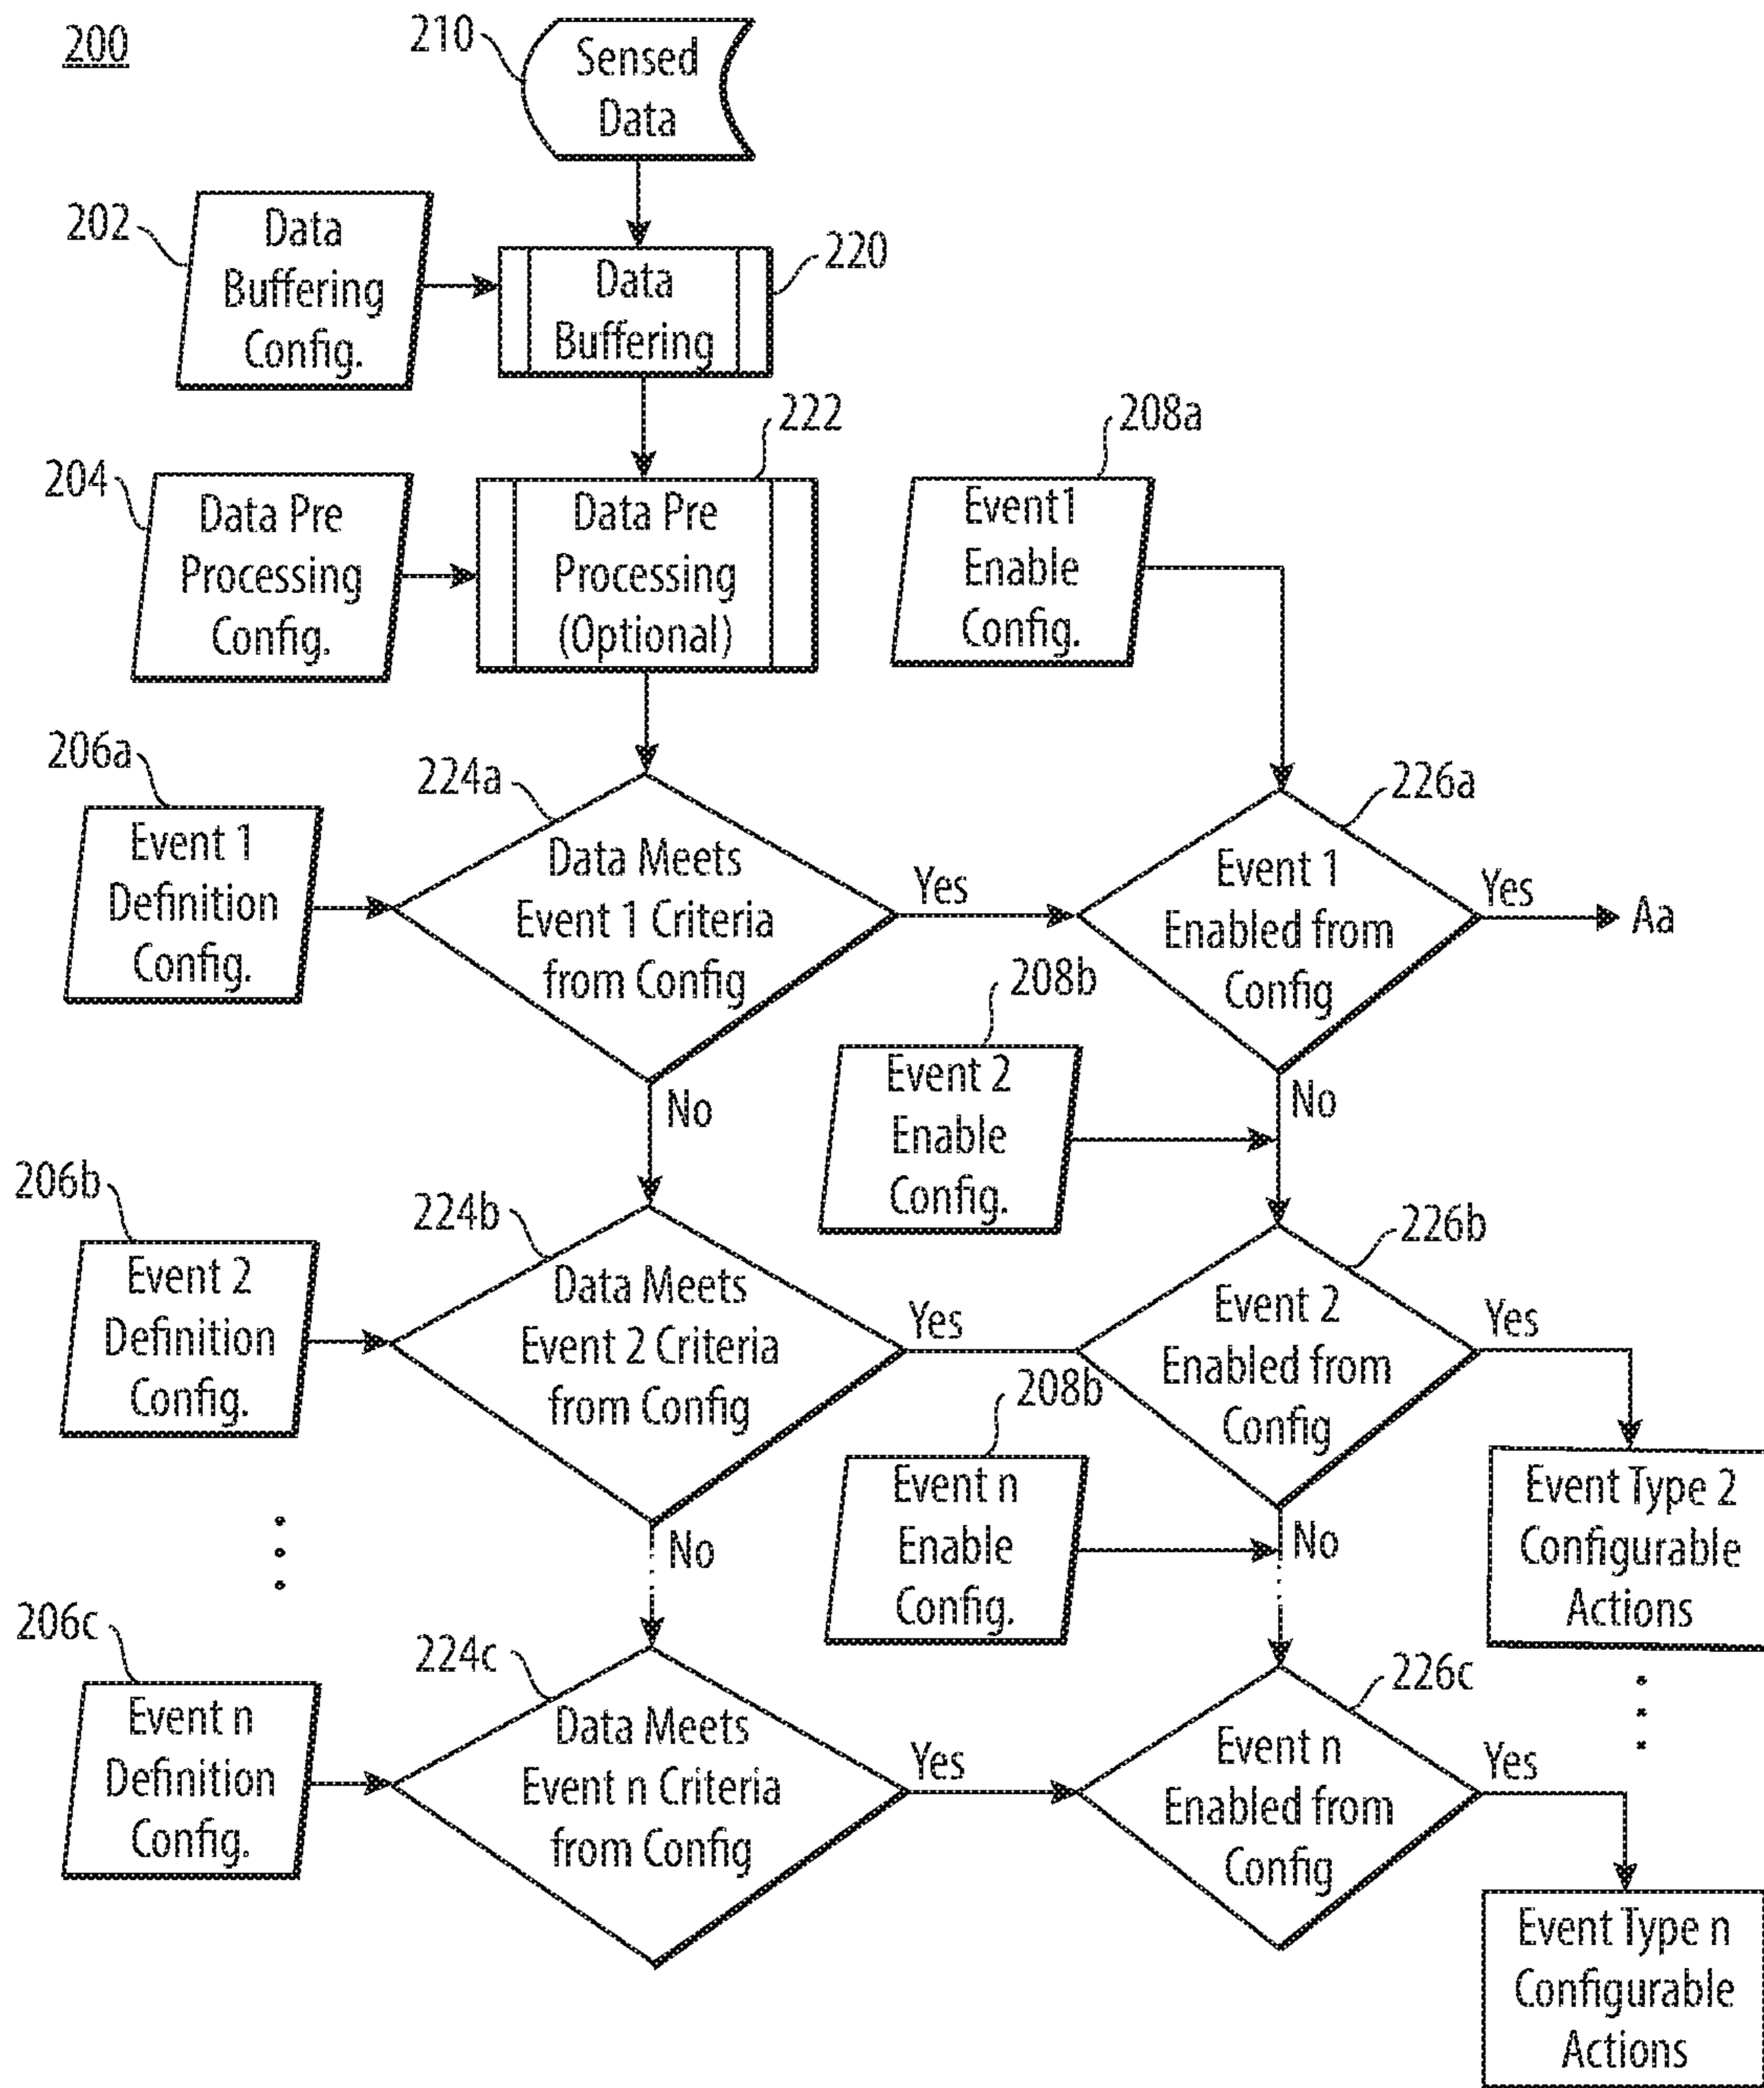 200
210
Sensed
Data
202
Data
Buffering
Config.
Data
Buffering
220
204
Data Pre
Processing
Config.
Data Pre
Processing
(Optional)
222
208a
Event1
Enable
Config.
206a
Event 1
Definition
Config.
224a
Data Meets
Event 1 Criteria
from Config
Yes
226a
Event 1
Enabled from
Config
Yes
Aa
No
208b
Event 2
Enable
Config.
No
206b
Event 2
Definition
Config.
224b
Data Meets
Event 2 Criteria
from Config
Yes
226b
Event 2
Enabled from
Config
Yes
Event Type 2
Configurable
Actions
No
208b
Event n
Enable
Config.
No
206c
Event n
Definition
Config.
224c
Data Meets
Event n Criteria
from Config
Yes
226c
Event n
Enabled from
Config
Yes
Event Type n
Configurable
Actions